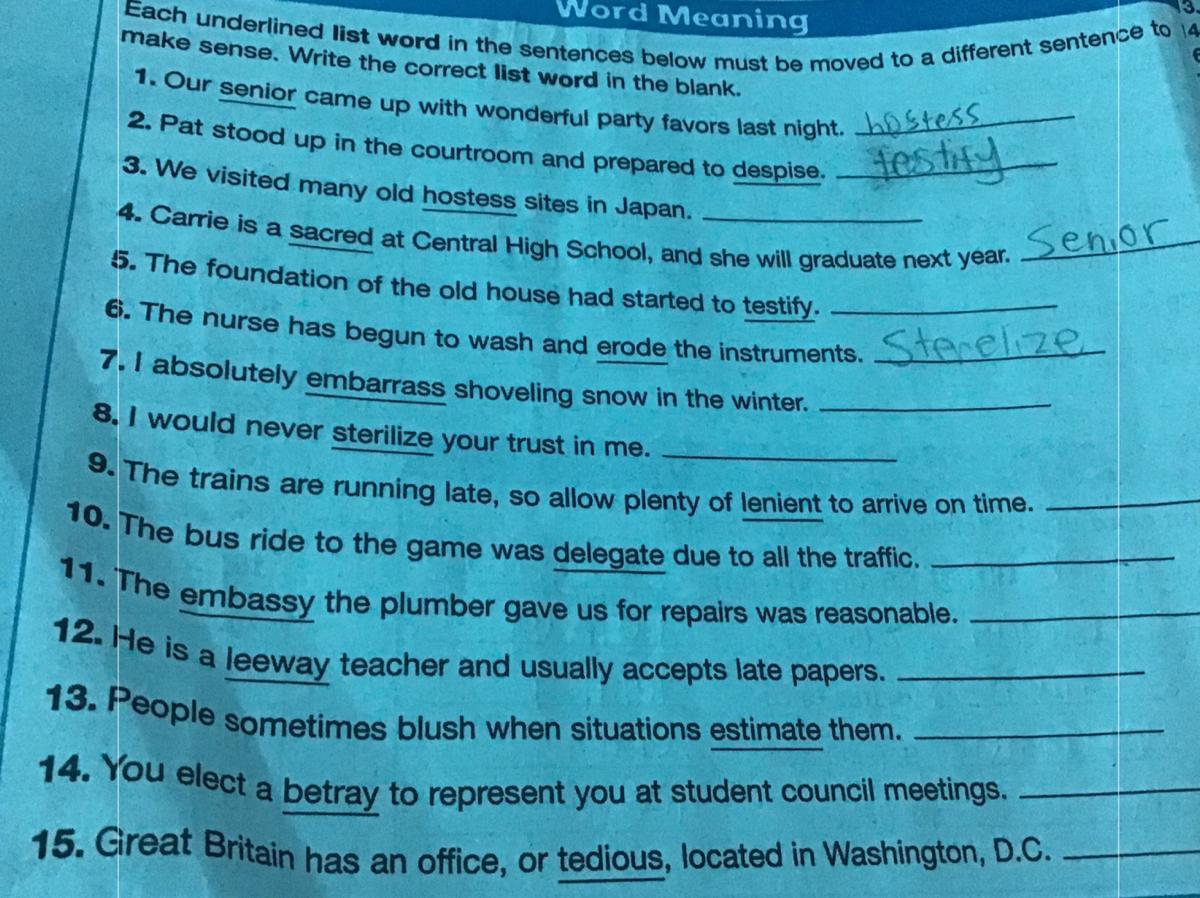 Word Meaning
Each underlined list word in the sentences below must be moved to a different sentence to
make sense. Write the correct list word in the blank.
1. Our senior came up with wonderful party favors last night. hostess
2. Pat stood up in the courtroom and prepared to despise. testify
3. We visited many old hostess sites in Japan.
4. Carrie is a sacred at Central High School, and she will graduate next year. Senior
5. The foundation of the old house had started to testify.
6. The nurse has begun to wash and erode the instruments. Sterelize
7. I absolutely embarrass shoveling snow in the winter.
8. I would never sterilize your trust in me.
9. The trains are running late, so allow plenty of lenient to arrive on time.
10. The bus ride to the game was delegate due to all the traffic.
11. The embassy the plumber gave us for repairs was reasonable.
12. He is a leeway teacher and usually accepts late papers.
13. People sometimes blush when situations estimate them.
14. You elect a betray to represent you at student council meetings.
15. Great Britain has an office, or tedious, located in Washington, D.C.